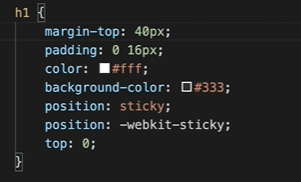 h1 {
margin-top: 40px;
padding: 0 16px;
color: #fff;
background-color: #333;
position: sticky;
position: -webkit-sticky;
top: 0;
}